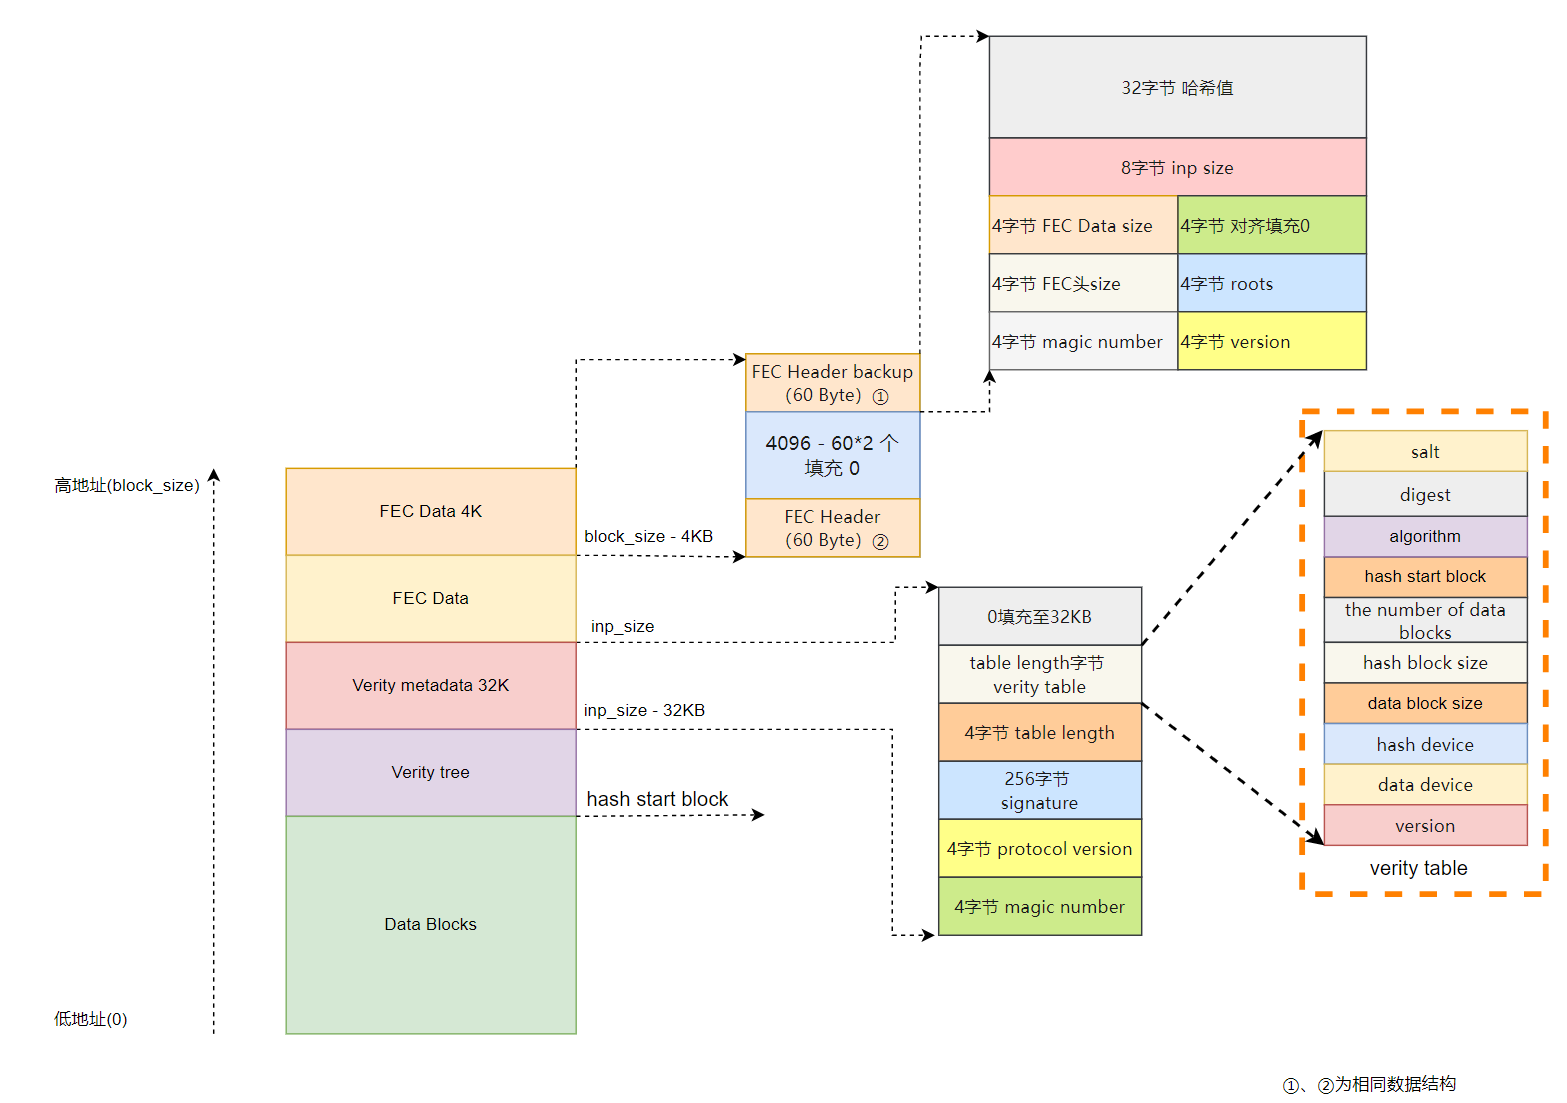 32字节 哈希值
8字节 inp size
4字节 FEC Data size
4字节 对齐填充0
4字节 FEC头size
4字节 roots
4字节 magic number
4字节 version
FEC Header backup
（60 Byte）①
4096 - 60*2 个
填充 0
FEC Header
（60 Byte）②
高地址(block_size)
低地址(0)
FEC Data 4K
FEC Data
Verity metadata 32K
Verity tree
Data Blocks
block_size - 4KB
inp_size
inp_size - 32KB
hash start block
0填充至32KB
table length字节
verity table
4字节 table length
256字节
signature
4字节 protocol version
4字节 magic number
salt
digest
algorithm
hash start block
the number of data
blocks
hash block size
data block size
hash device
data device
version
verity table
①、②为相同数据结构